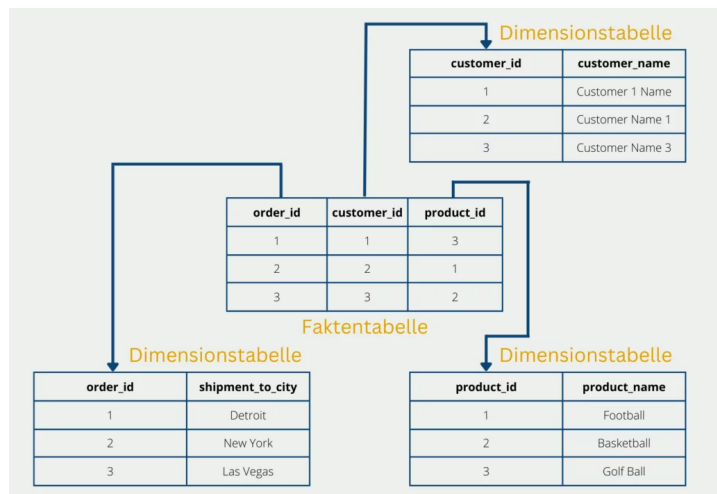 Dimensionstabelle
customer_id customer_name
1 Customer 1 Name
2 Customer Name 1
3 Customer Name 3
order_id customer_id product_id
1 1 3
2 2 1
3 3 2
Faktentabelle
Dimensionstabelle
order_id shipment_to_city
1 Detroit
2 New York
3 Las Vegas
Dimensionstabelle
product_id product_name
1 Football
2 Basketball
3 Golf Ball